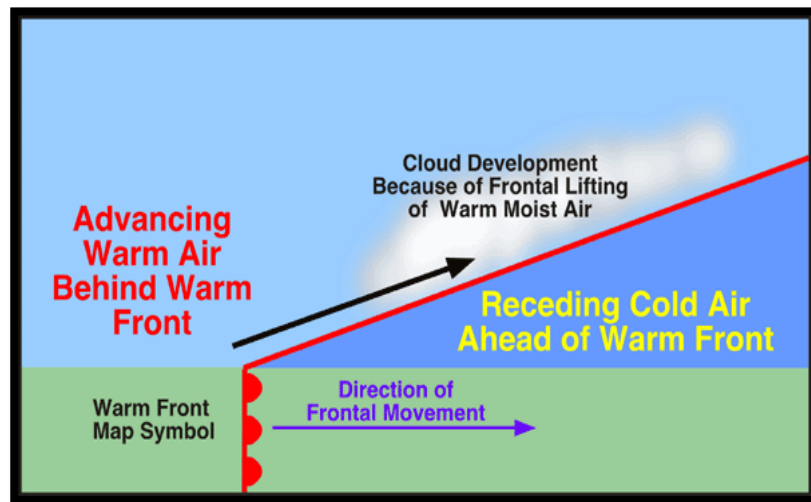 Cloud Development
Because of Frontal Lifting
of Warm Moist Air
Advancing
Warm Air
Behind Warm
Front
Receding Cold Air
Ahead of Warm Front
Warm Front
Map Symbol
Direction of
Frontal Movement